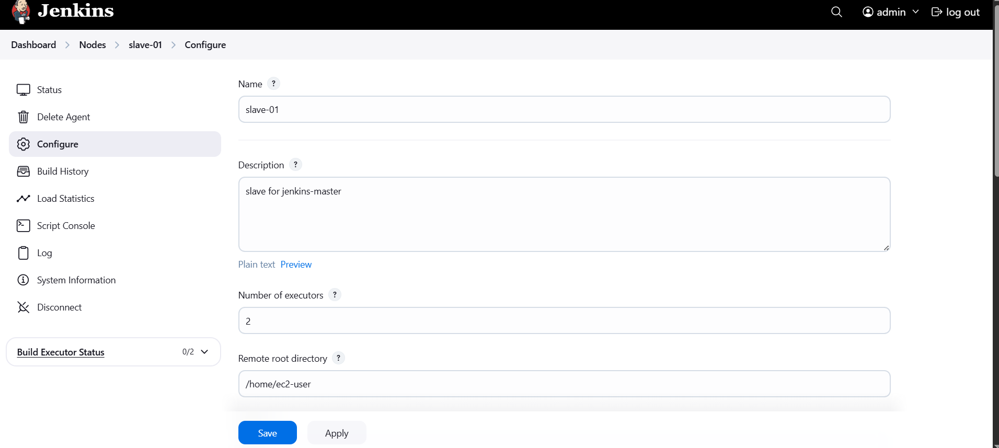 Jenkins
admin
log out
Dashboard
Nodes
slave-01
Configure
Status
Delete Agent
Configure
Build History
Load Statistics
Script Console
Log
System Information
Disconnect
Build Executor Status 0/2
Name ?
slave-01
Description ?
slave for jenkins-master
Plain text Preview
Number of executors ?
2
Remote root directory ?
/home/ec2-user
Save
Apply